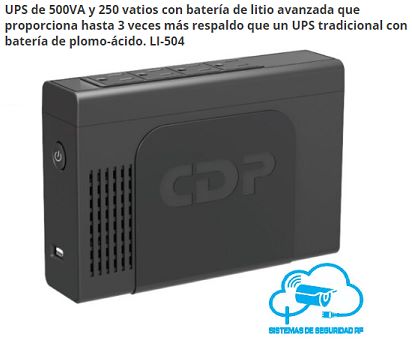 UPS de 500VA y 250 vatios con batería de litio avanzada que
proporciona hasta 3 veces más respaldo que un UPS tradicional con
batería de plomo-ácido. LI-504
CDP
SISTEMAS DE SEGURIDAD RF